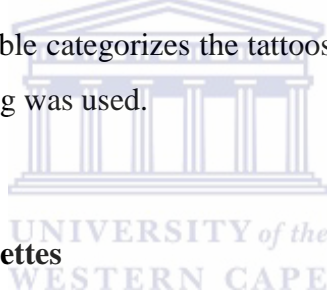 ble categorizes the tattoos
g was used.
UNIVERSITY of the
ettes
WESTERN CAPE